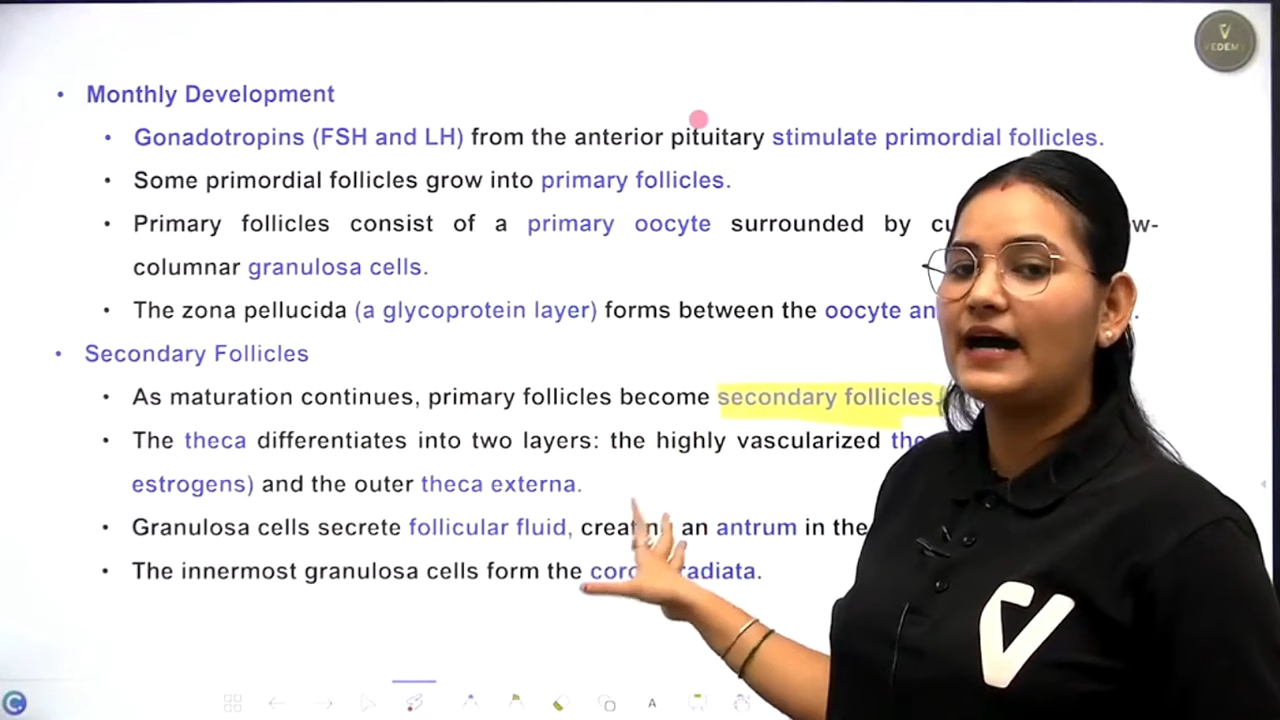 VEDEM
• Monthly Development
• Gonadotropins (FSH and LH) from the anterior pituitary stimulate primordial follicles.
• Some primordial follicles grow into primary follicles.
• Primary follicles consist of a primary oocyte surrounded by
columnar granulosa cells.
• The zona pellucida (a glycoprotein layer) forms between the oocyte
• Secondary Follicles
• As maturation continues, primary follicles become secondary follicles.
• The theca differentiates into two layers: the highly vascularized
estrogens) and the outer theca externa.
• Granulosa cells secrete follicular fluid, creating an antrum in the
• The innermost granulosa cells form the corona radiata.
A